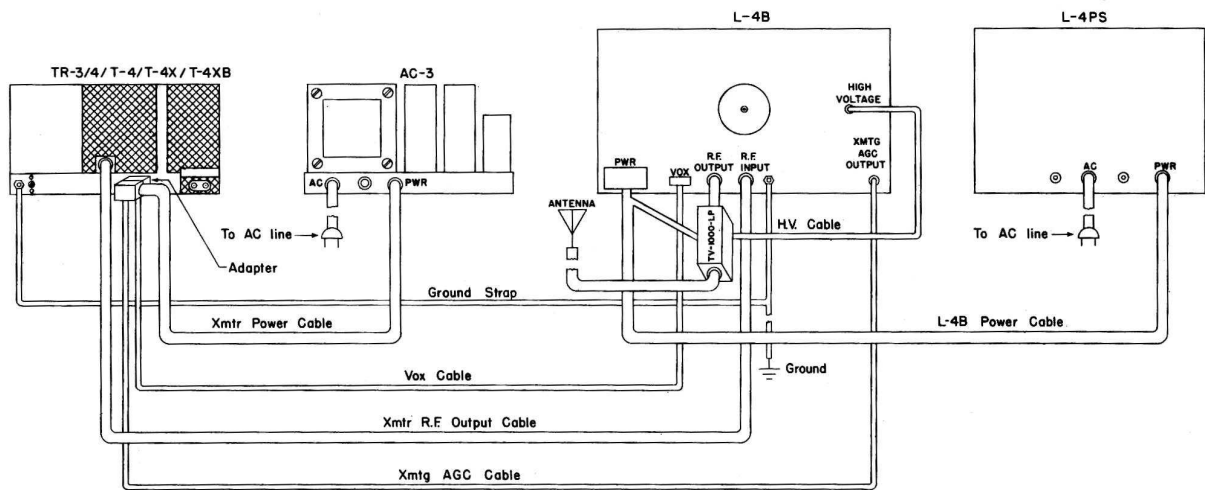 L-4B
L-4PS
TR-3/4/T-4/T-4X/T-4XB
AC-3
HIGH
VOLTAGE
XMTG
AGC
OUTPUT
PWR
VOX
R.F.
OUTPUT
R.F.
INPUT
AC
PWR
AC
PWR
ANTENNA
TV-1000-LP
H.V. Cable
To AC line
To AC line
Adapter
Ground Strap
Xmtr Power Cable
L-4B Power Cable
Ground
Vox Cable
Xmtr R.F. Output Cable
Xmtg AGC Cable